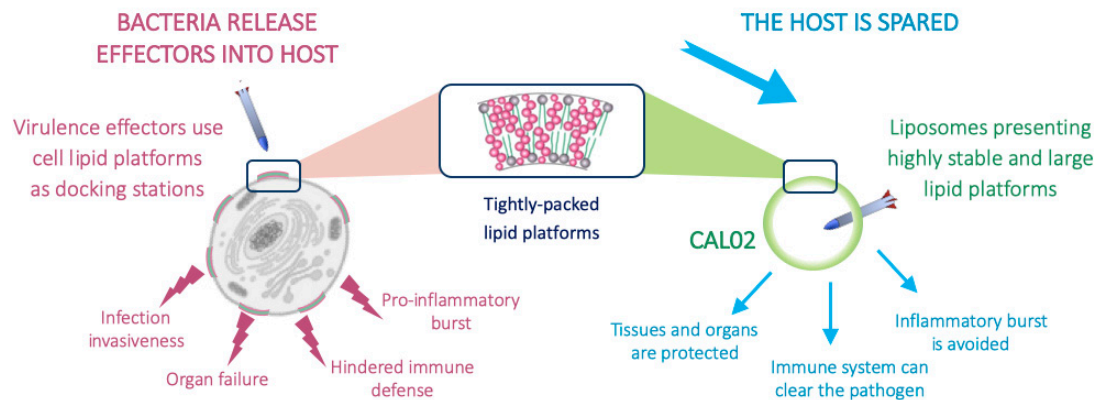 BACTERIA RELEASE
EFFECTORS INTO HOST
Virulence effectors use
cell lipid platforms
as docking stations
Infection
invasiveness
Organ failure
Hindered immune
defense
Pro-inflammatory
burst
Tightly-packed
lipid platforms
THE HOST IS SPARED
Liposomes presenting
highly stable and large
lipid platforms
CAL02
Tissues and organs
are protected
Immune system can
clear the pathogen
Inflammatory burst
is avoided